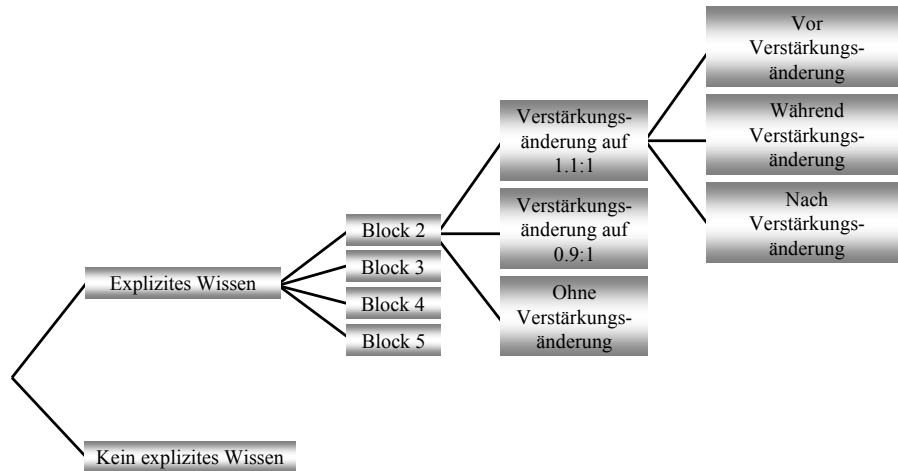 Vor
Verstärkungs-
änderung
Während
Verstärkungs-
änderung
Nach
Verstärkungs-
änderung
Verstärkungs-
änderung auf
1.1:1
Verstärkungs-
änderung auf
0.9:1
Ohne
Verstärkungs-
änderung
Block 2
Block 3
Block 4
Block 5
Explizites Wissen
Kein explizites Wissen